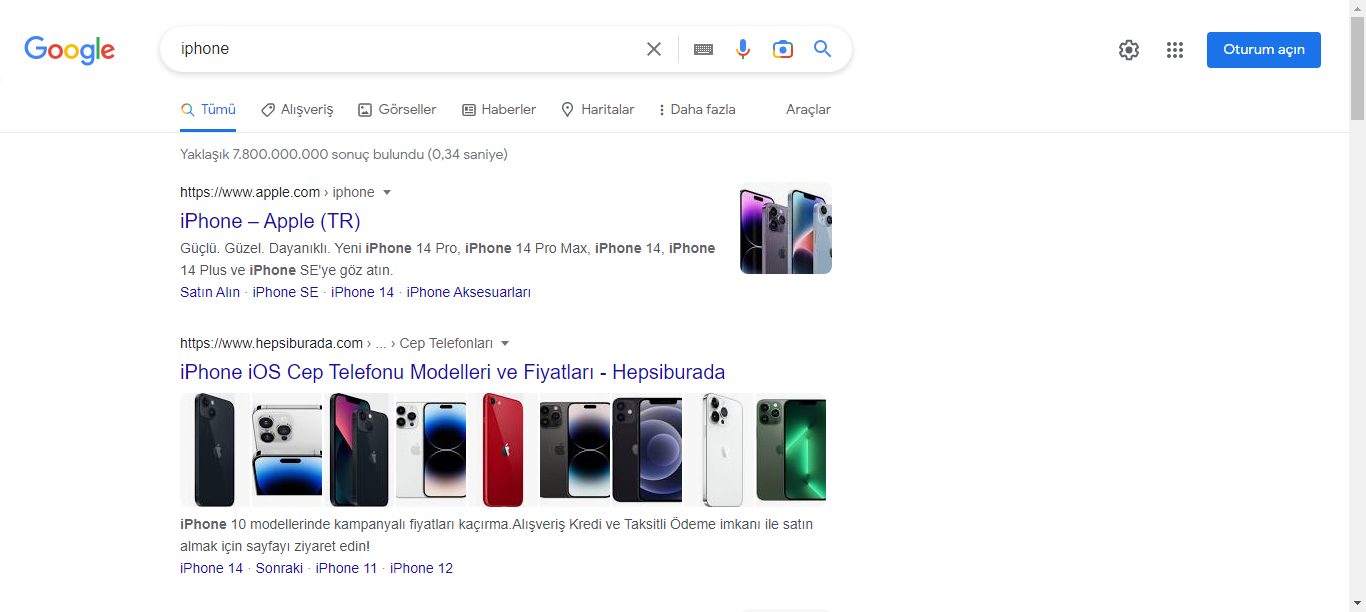 Google
iphone
Oturum açın
Tümü
Alışveriş
Görseller
Haberler
Haritalar
Daha fazla
Araçlar
Yaklaşık 7.800.000.000 sonuç bulundu (0,34 saniye)
https://www.apple.com › iphone
iPhone – Apple (TR)
Güçlü. Güzel. Dayanıklı. Yeni iPhone 14 Pro, iPhone 14 Pro Max, iPhone 14, iPhone
14 Plus ve iPhone SE'ye göz atın.
Satın Alın · iPhone SE · iPhone 14 · iPhone Aksesuarları
https://www.hepsiburada.com › ... › Cep Telefonları
iPhone iOS Cep Telefonu Modelleri ve Fiyatları - Hepsiburada
iPhone 10 modellerinde kampanyalı fiyatları kaçırma.Alışveriş Kredi ve Taksitli Ödeme imkanı ile satın
almak için sayfayı ziyaret edin!
iPhone 14 · Sonraki · iPhone 11 · iPhone 12